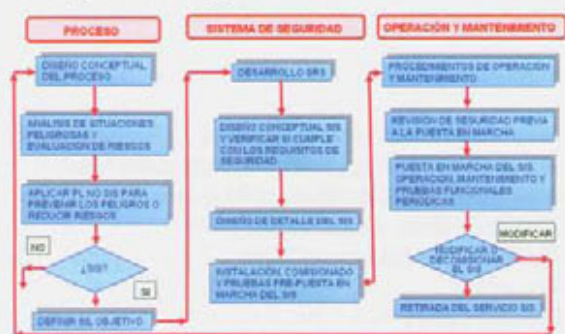 PROCESO
DISEÑO CONCEPTUAL
DEL PROCESO
ANÁLISIS DE SITUACIONES
PELIGROSAS Y
EVALUACIÓN DE RIESGOS
APLICAR PL NO SIS PARA
PREVENIR LOS PELIGROS O
REDUCIR RIESGOS
NO
¿SIS?
SI
DEFINIR SIL OBJETIVO
SISTEMA DE SEGURIDAD
DESARROLLO SRS
DISEÑO CONCEPTUAL SIS
Y VERIFICAR SI CUMPLE
CON LOS REQUISITOS DE
SEGURIDAD
DISEÑO DE DETALLE DEL SIS
INSTALACIÓN, COMISIONADO
Y PRUEBAS PRE-PUESTA EN
MARCHA DEL SIS
OPERACIÓN Y MANTENIMIENTO
PROCEDIMIENTOS DE OPERACIÓN
Y MANTENIMIENTO
REVISIÓN DE SEGURIDAD PREVIA
A LA PUESTA EN MARCHA
PUESTA EN MARCHA DEL SIS,
OPERACIÓN, MANTENIMIENTO Y
PRUEBAS FUNCIONALES
PERIÓDICAS
MODIFICAR
MODIFICAR O
DECOMISIONAR
EL SIS
RETIRADA DEL SERVICIO SIS